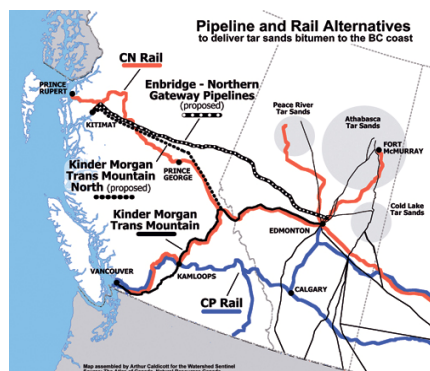 Pipeline and Rail Alternatives
to deliver tar sands bitumen to the BC coast
CN Rail
PRINCE
RUPERT
Enbridge - Northern
Gateway Pipelines
(proposed)
Peace River
Tar Sands
Athabasca
Tar Sands
KITIMAT
FORT
McMURRAY
Kinder Morgan
Trans Mountain
North (proposed)
PRINCE
GEORGE
Cold Lake
Tar Sands
Kinder Morgan
Trans Mountain
EDMONTON
VANCOUVER
KAMLOOPS
CP Rail
CALGARY
Map assembled by Arthur Caldicott for the Watershed Sentinel